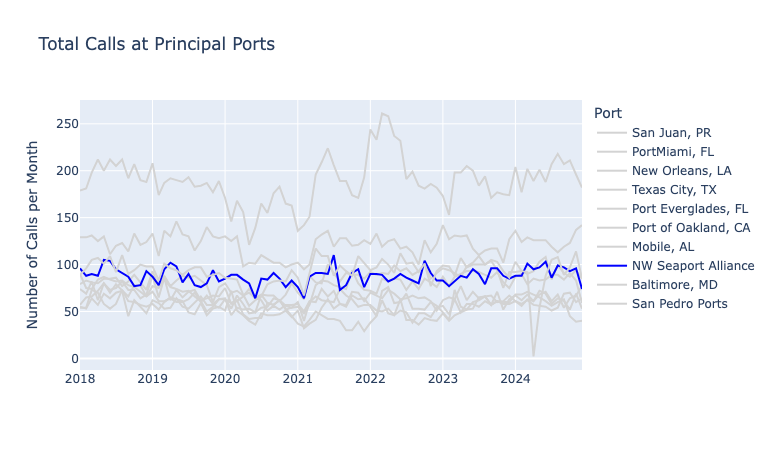 Total Calls at Principal Ports
Number of Calls per Month
250
200
150
100
50
0
2018
2019
2020
2021
2022
2023
2024
Port
San Juan, PR
PortMiami, FL
New Orleans, LA
Texas City, TX
Port Everglades, FL
Port of Oakland, CA
Mobile, AL
NW Seaport Alliance
Baltimore, MD
San Pedro Ports